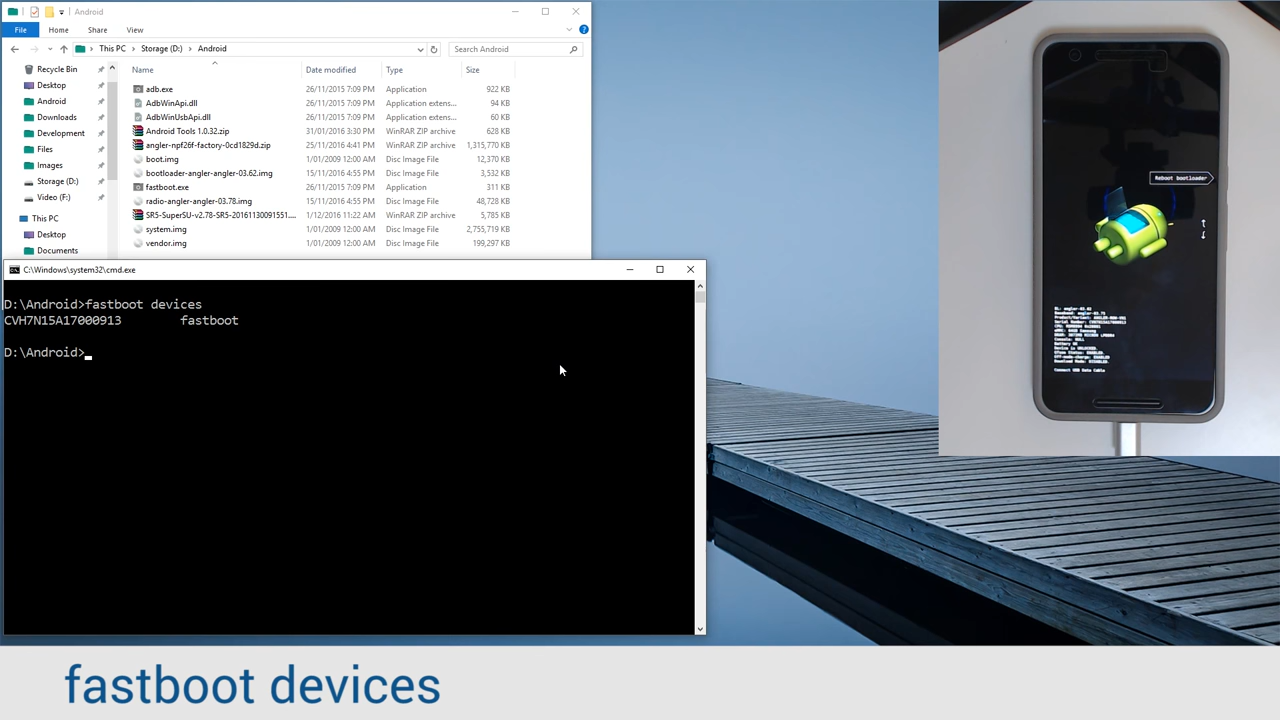 Android
File Home Share View
This PC Storage (D:) Android
Search Android
Recycle Bin
Desktop
Android
Downloads
Development
Files
Images
Storage (D:)
Video (F:)
This PC
Desktop
Documents
Name Date modified Type Size
adb.exe 26/11/2015 7:09 PM Application 922 KB
AdbWinApi.dll 26/11/2015 7:09 PM Application extens... 94 KB
AdbWinUsbApi.dll 26/11/2015 7:09 PM Application extens... 60 KB
Android Tools 1.0.32.zip 31/01/2016 3:30 PM WinRAR ZIP archive 628 KB
angler-npf26f-factory-0cd1829d.zip 25/11/2016 4:41 PM WinRAR ZIP archive 1,315,770 KB
boot.img 1/01/2009 12:00 AM Disc Image File 12,370 KB
bootloader-angler-angler-03.62.img 15/11/2016 4:55 PM Disc Image File 3,532 KB
fastboot.exe 26/11/2015 7:09 PM Application 311 KB
radio-angler-angler-03.78.img 15/11/2016 4:55 PM Disc Image File 48,728 KB
SR5-SuperSU-v2.78-SR5-20161130091551.... 1/12/2016 11:22 AM WinRAR ZIP archive 5,785 KB
system.img 1/01/2009 12:00 AM Disc Image File 2,755,719 KB
vendor.img 1/01/2009 12:00 AM Disc Image File 199,297 KB
C:\Windows\system32\cmd.exe
D:\Android>fastboot devices
CVH7N15A17000913 fastboot
D:\Android>
Reboot bootloader
Connect USB Data Cable
fastboot devices